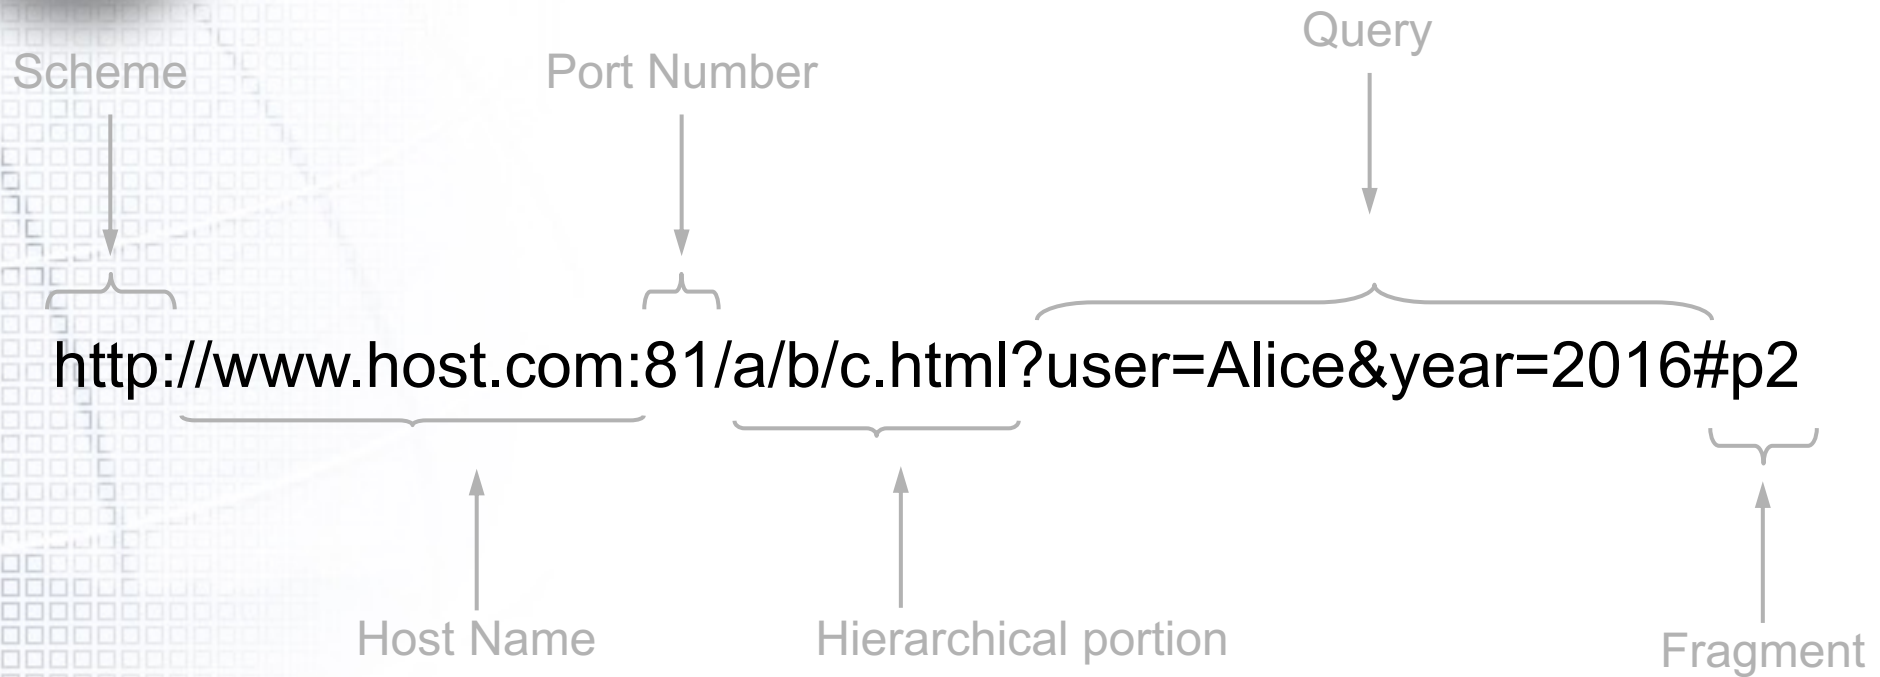 Query
Scheme
Port Number
http://www.host.com:81/a/b/c.html?user=Alice&year=2016#p2
Host Name
Hierarchical portion
Fragment